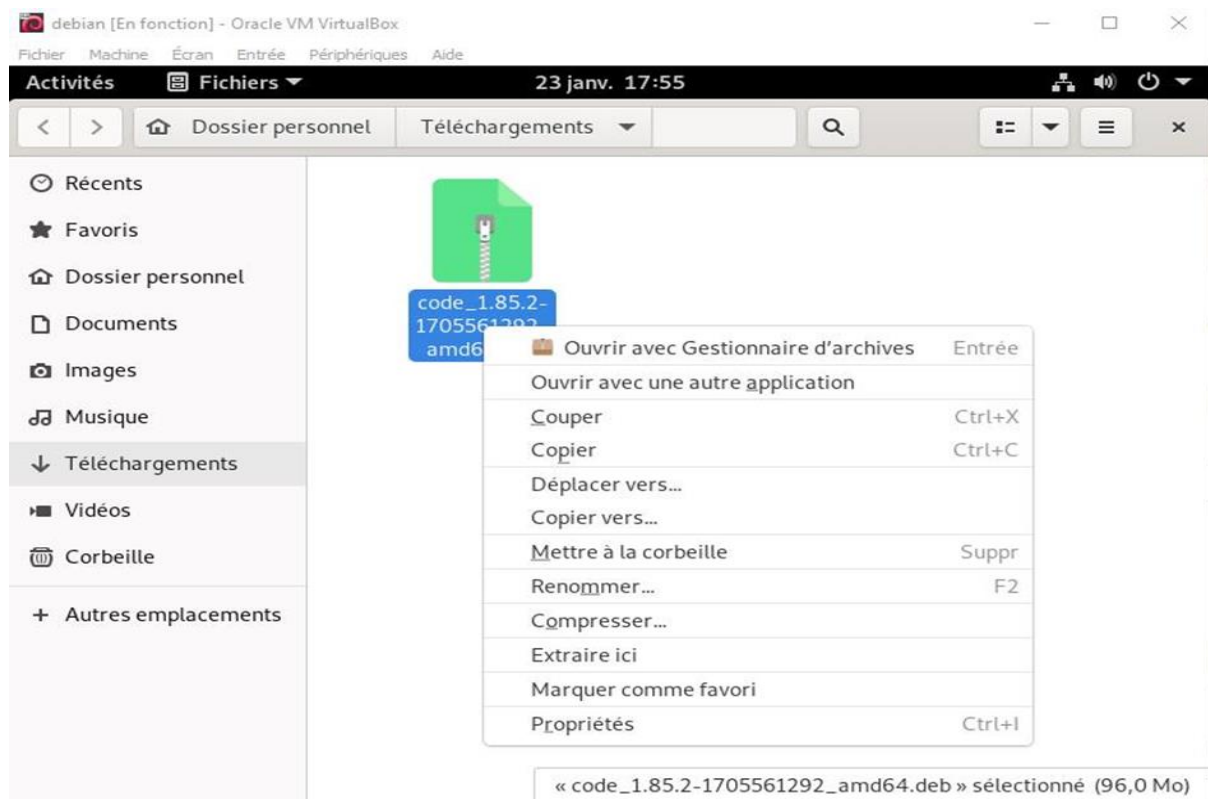 debian [En fonction] - Oracle VM VirtualBox
Fichier Machine Écran Entrée Périphériques Aide
Activités Fichiers 23 janv. 17:55
Dossier personnel Téléchargements
Récents
Favoris
Dossier personnel
Documents
Images
Musique
Téléchargements
Vidéos
Corbeille
+ Autres emplacements
code_1.85.2-
1705561292_
amd6
Ouvrir avec Gestionnaire d'archives Entrée
Ouvrir avec une autre application
Couper Ctrl+X
Copier Ctrl+C
Déplacer vers...
Copier vers...
Mettre à la corbeille Suppr
Renommer... F2
Compresser...
Extraire ici
Marquer comme favori
Propriétés Ctrl+I
« code_1.85.2-1705561292_amd64.deb » sélectionné (96,0 Mo)